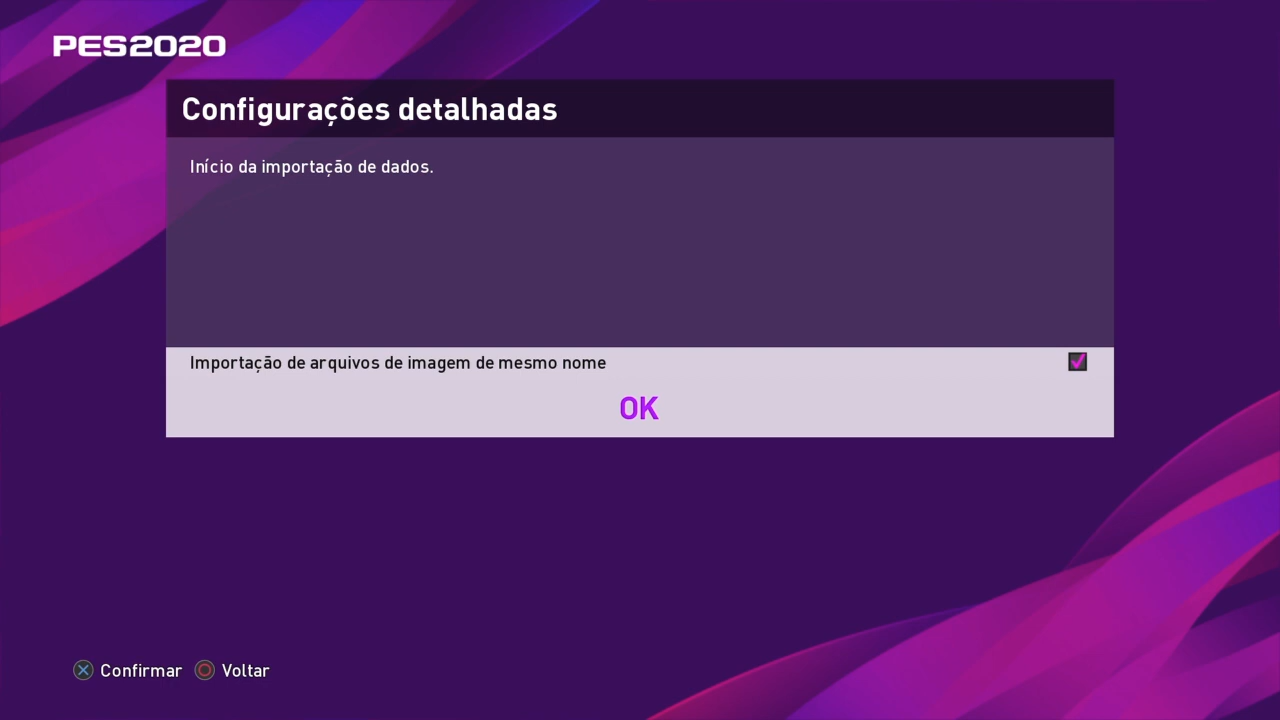 PES2020
Configurações detalhadas
Início da importação de dados.
Importação de arquivos de imagem de mesmo nome
OK
Confirmar Voltar